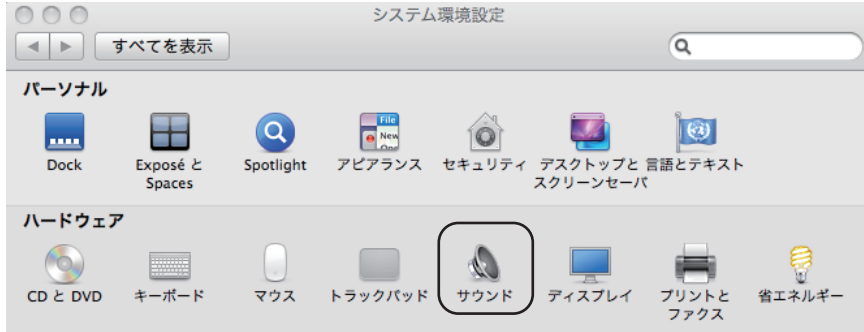 システム環境設定
すべてを表示
パーソナル
Dock
Exposé と
Spaces
Spotlight
アピアランス
セキュリティ
デスクトップと
スクリーンセーバ
言語とテキスト
File
New
One
ハードウェア
CD と DVD
キーボード
マウス
トラックパッド
サウンド
ディスプレイ
プリントと
ファクス
省エネルギー